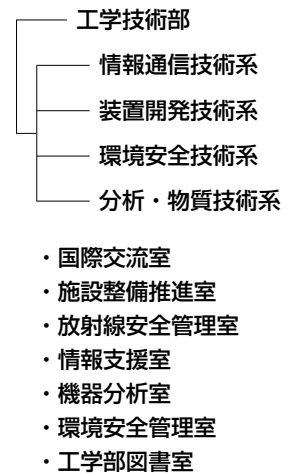 工学技術部
情報通信技術系
装置開発技術系
環境安全技術系
分析・物質技術系
・国際交流室
・施設整備推進室
・放射線安全管理室
・情報支援室
・機器分析室
・環境安全管理室
・工学部図書室